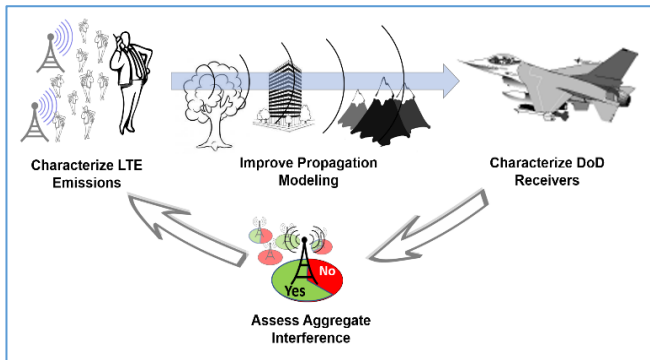 Characterize LTE
Emissions
Improve Propagation
Modeling
Characterize DoD
Receivers
No
Yes
Assess Aggregate
Interference